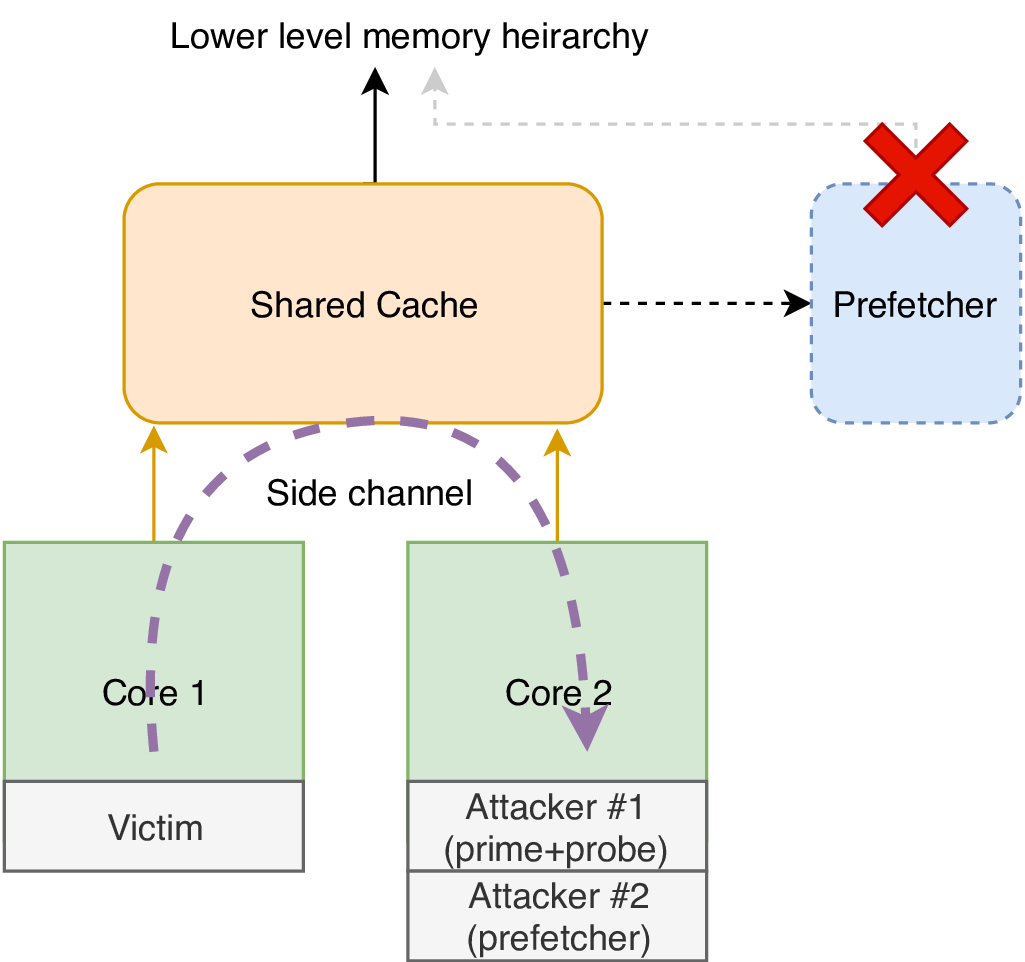 Lower level memory heirarchy
Shared Cache
Prefetcher
Side channel
Core 1
Core 2
Victim
Attacker #1
(prime+probe)
Attacker #2
(prefetcher)